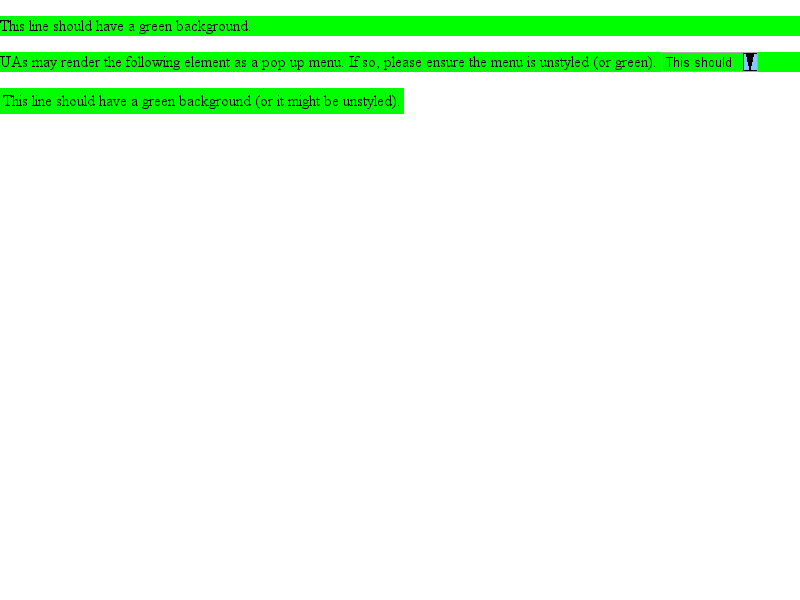 This line should have a green background
UAs may render the following element as a pop up menu. If so, please ensure the menu is unstyled (or green). This should
This line should have a green background (or it might be unstyled).